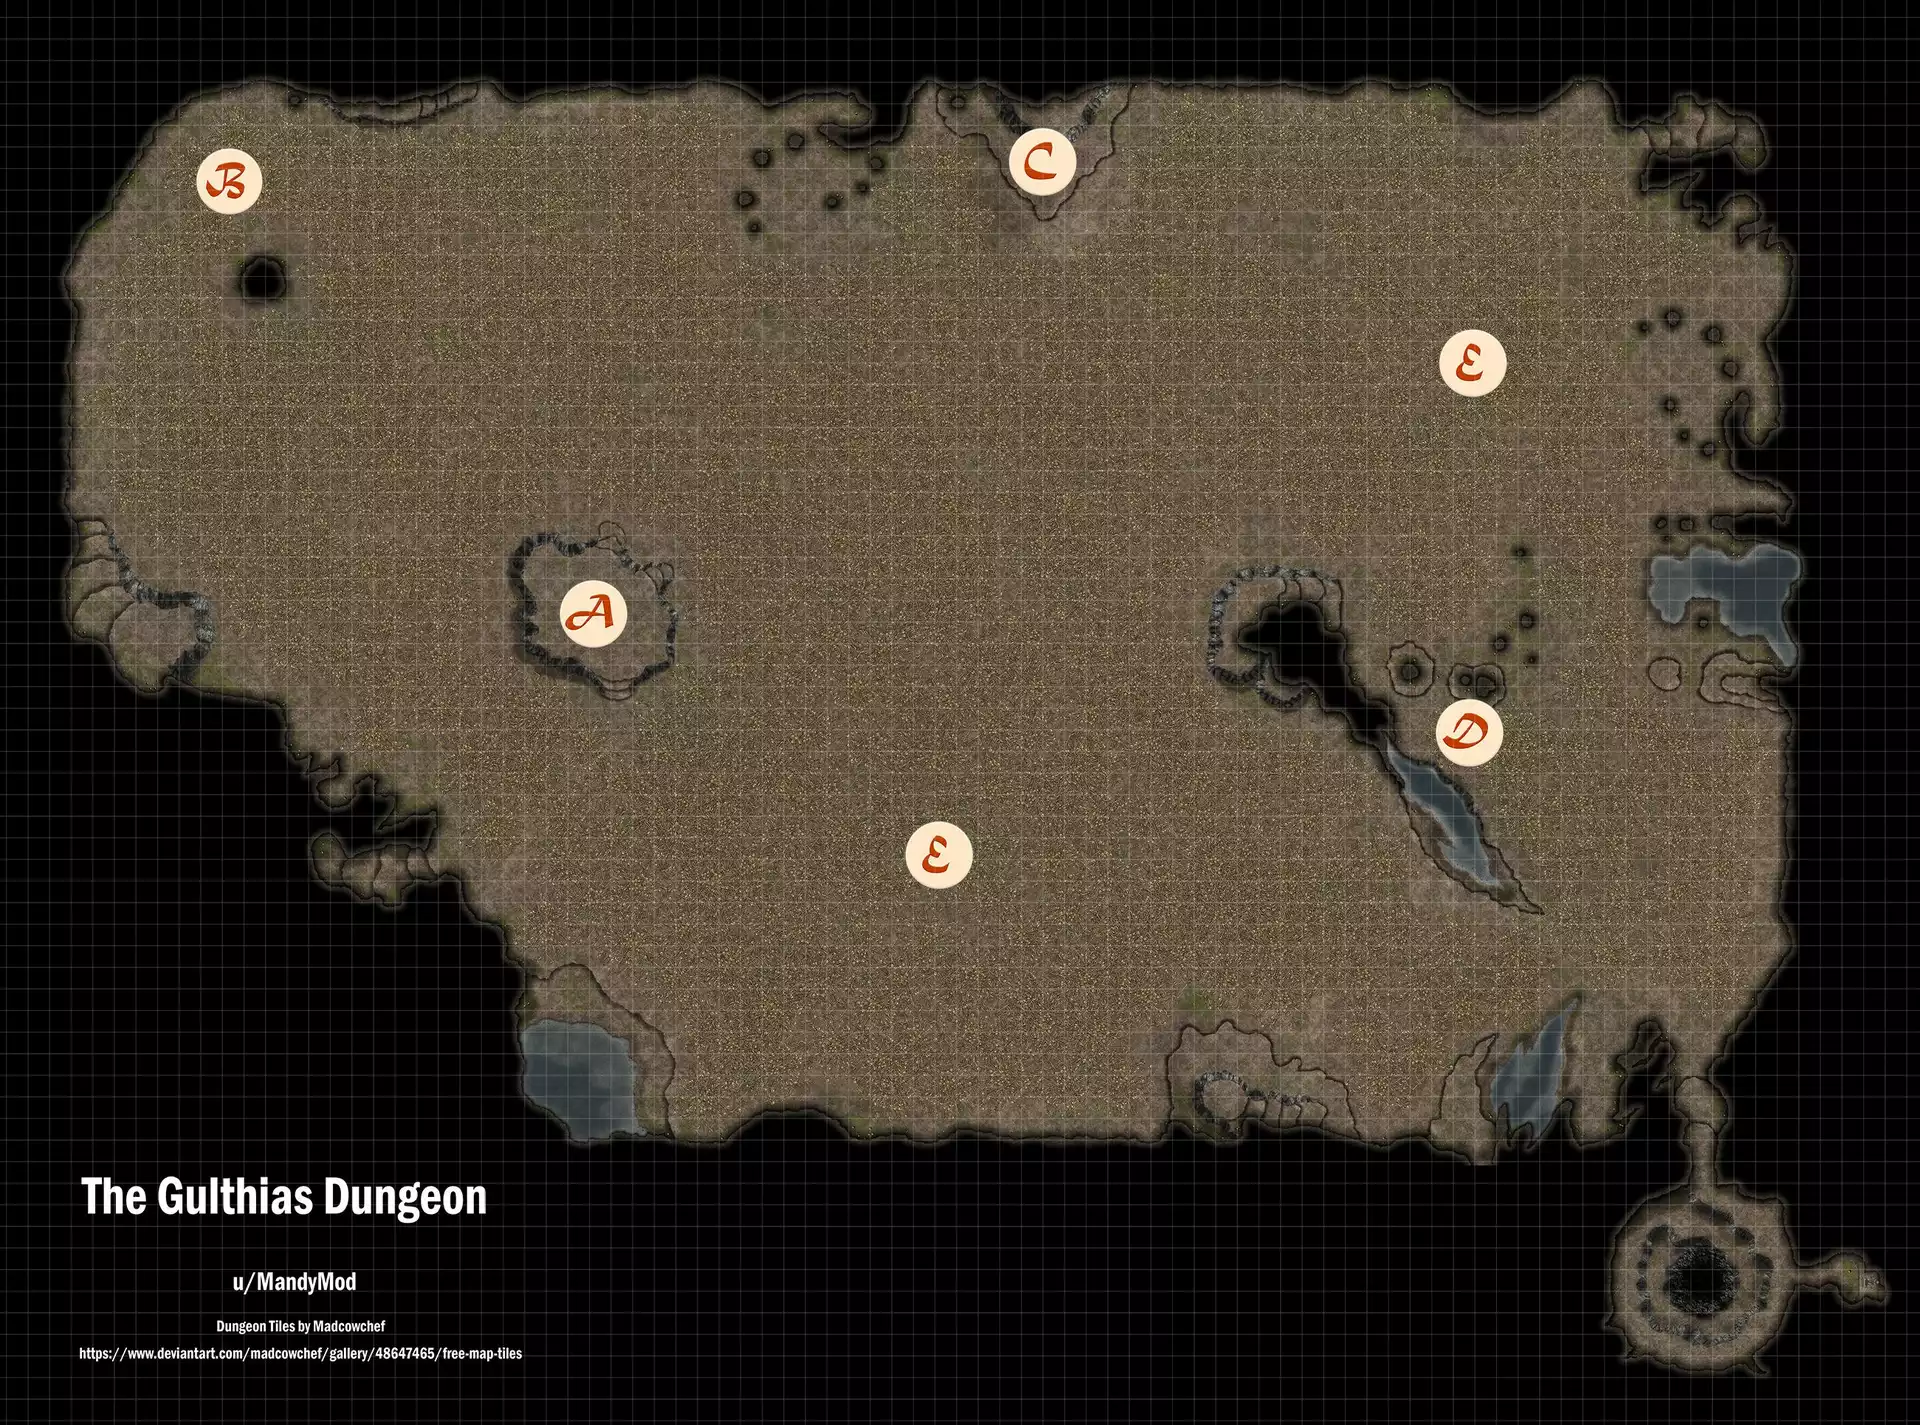 B
C
E
A
D
E
The Gulthias Dungeon
u/MandyMod
Dungeon Tiles by Madcowchef
https://www.deviantart.com/madcowchef/gallery/48647465/free-map-tiles